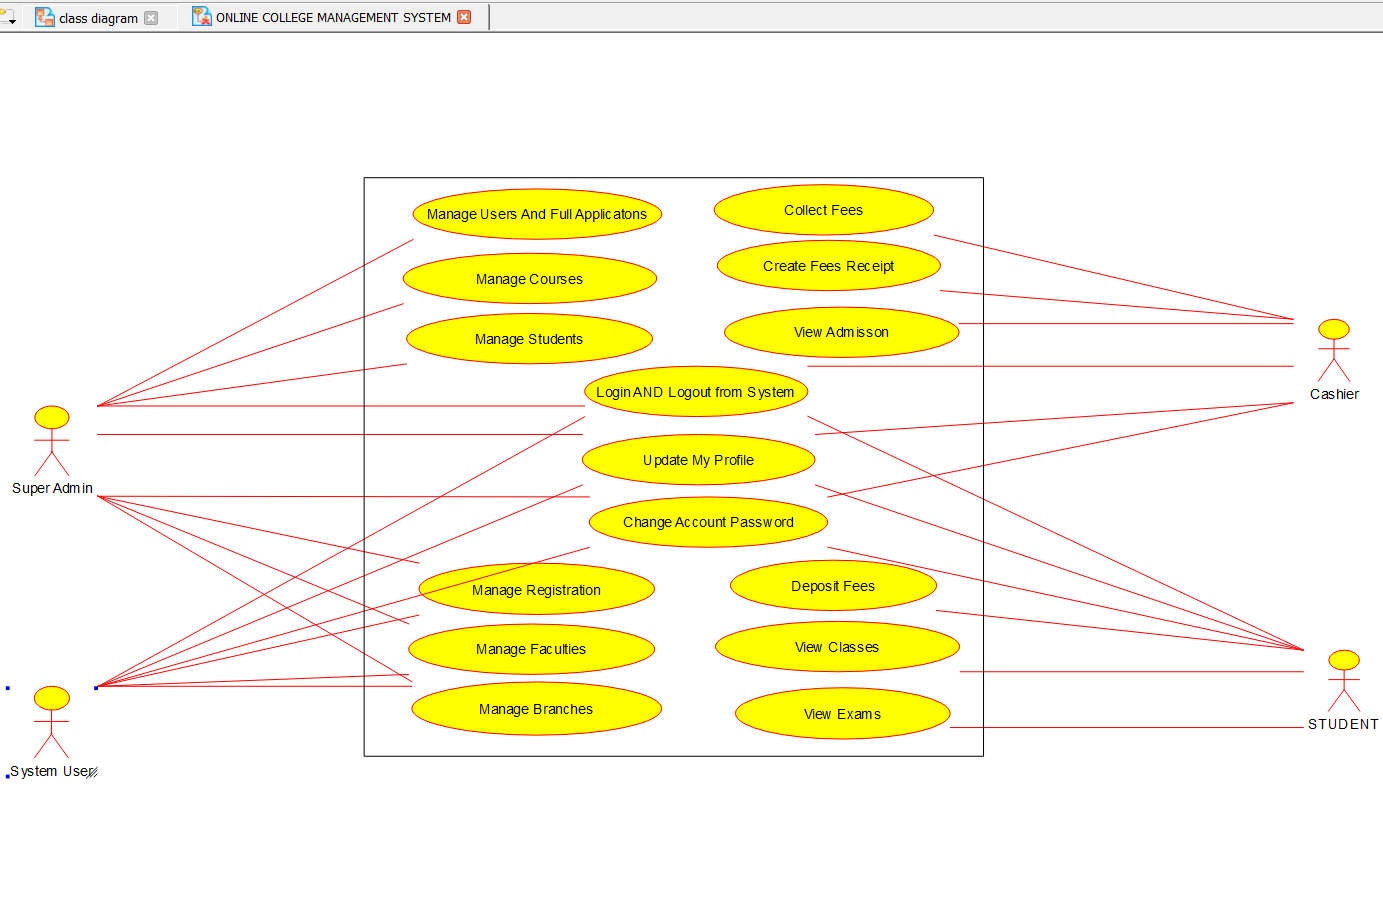 class diagram
ONLINE COLLEGE MANAGEMENT SYSTEM
Manage Users And Full Applicatons
Collect Fees
Manage Courses
Create Fees Receipt
Manage Students
View Admisson
Login AND Logout from System
Cashier
Update My Profile
Super Admin
Change Account Password
Manage Registration
Deposit Fees
Manage Faculties
View Classes
Manage Branches
View Exams
STUDENT
System User